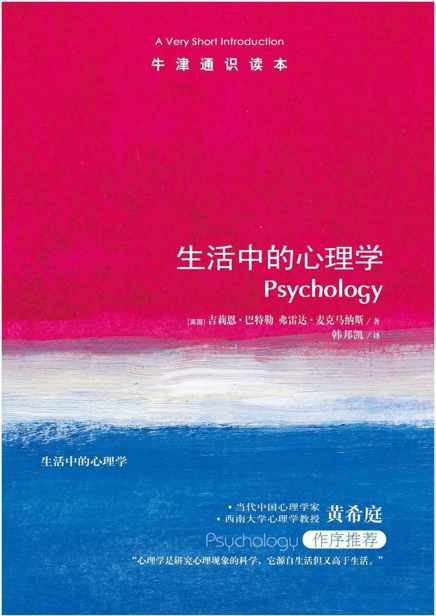 A Very Short Introduction
牛津通识读本
生活中的心理学
Psychology
[英国] 吉莉恩·巴特勒 弗雷达·麦克马纳斯 / 著
韩邦凯 / 译
生活中的心理学
·当代中国心理学家
·西南大学心理学教授 黄希庭
Psychology 作序推荐
“心理学是研究心理现象的科学，它源自生活但又高于生活。”